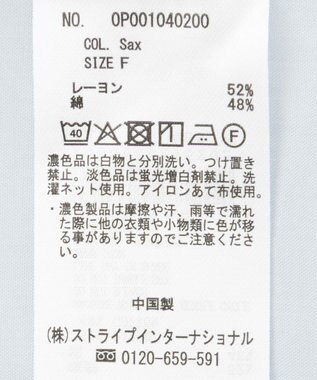 NO. OP001040200
COL. Sax
SIZE F
レーヨン 52%
綿 48%
40
F
濃色品は白物と分別洗い。つけ置き
禁止。淡色品は蛍光増白剤禁止。洗
濯ネット使用。アイロンあて布使用。
・濃色製品は摩擦や汗、雨等で濡れ
た際に他の衣類や小物類に色が移
る事がありますのでご注意くださ
い。
中国製
(株)ストライプインターナショナル
0120-659-591